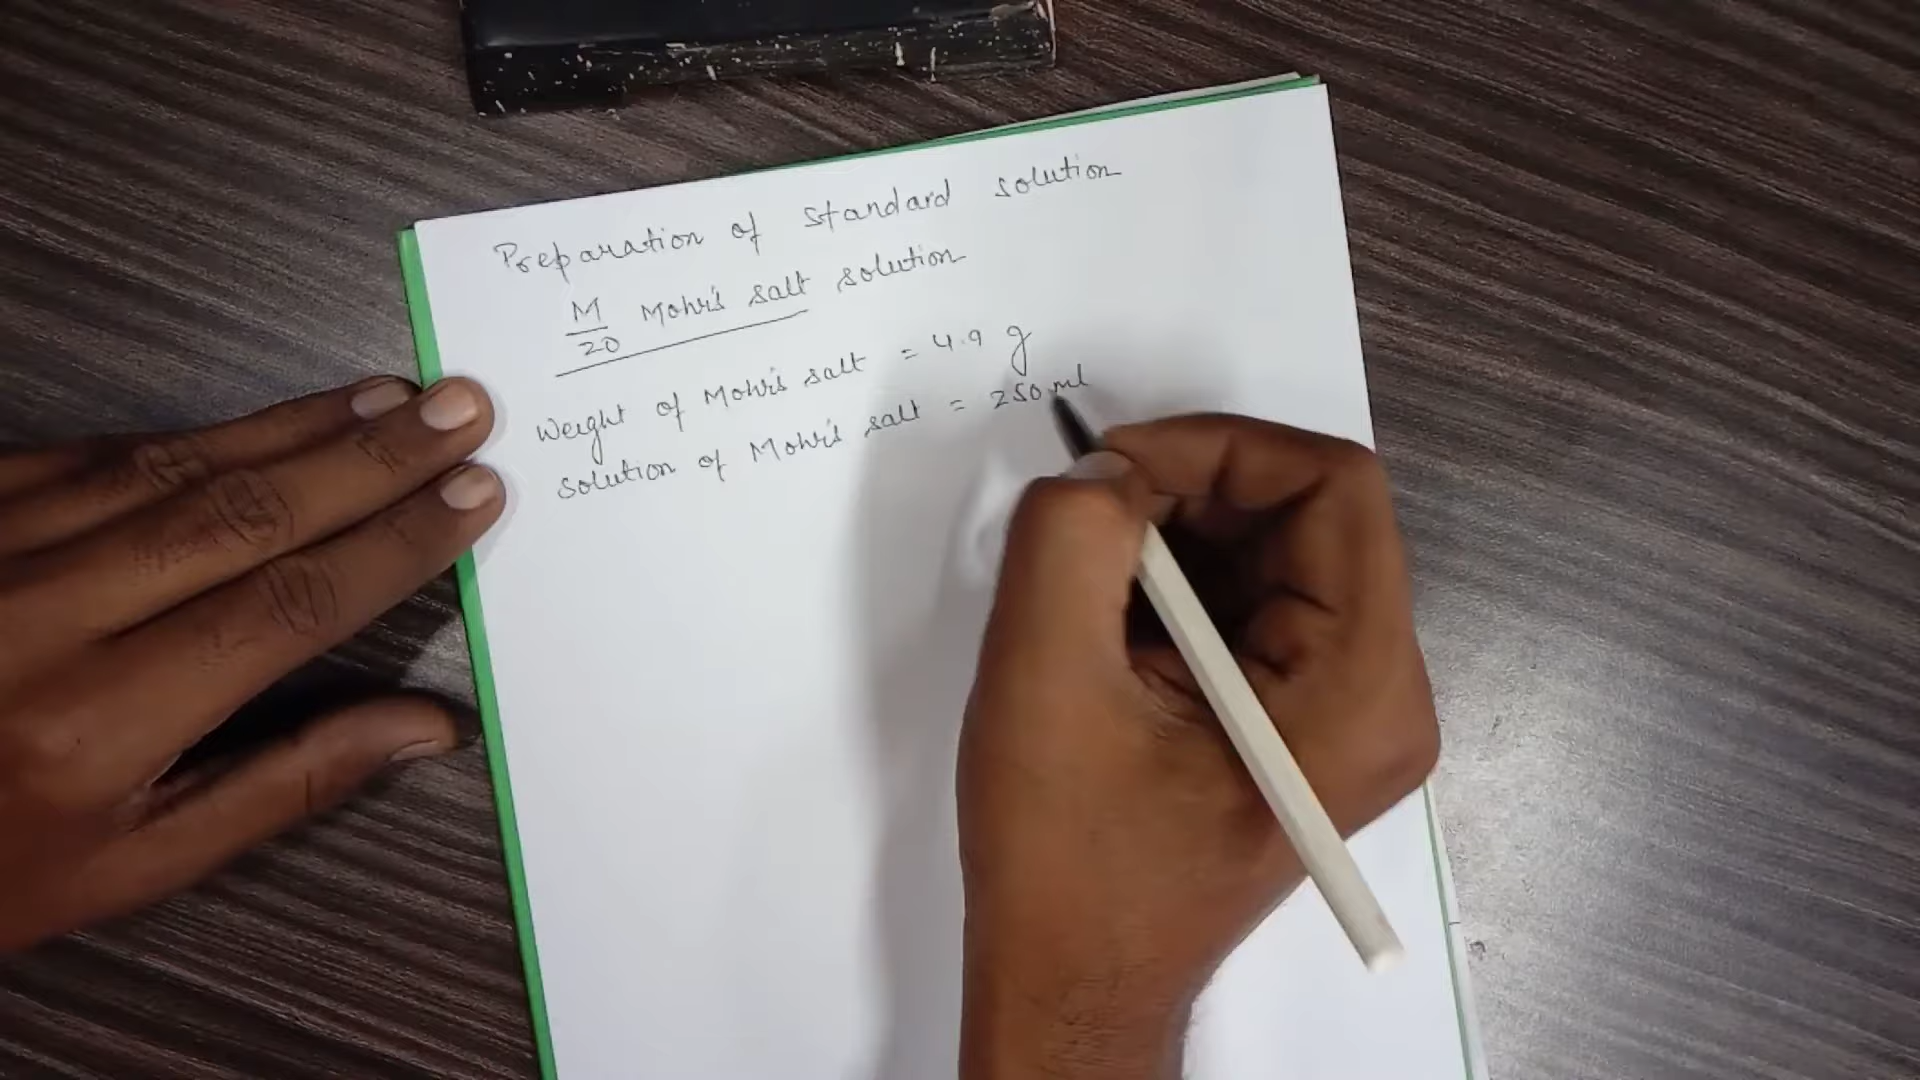 Preparation of standard solution
M/20 Mohr's salt solution
Weight of Mohr's salt = 4.9 g
solution of Mohr's salt = 250 ml